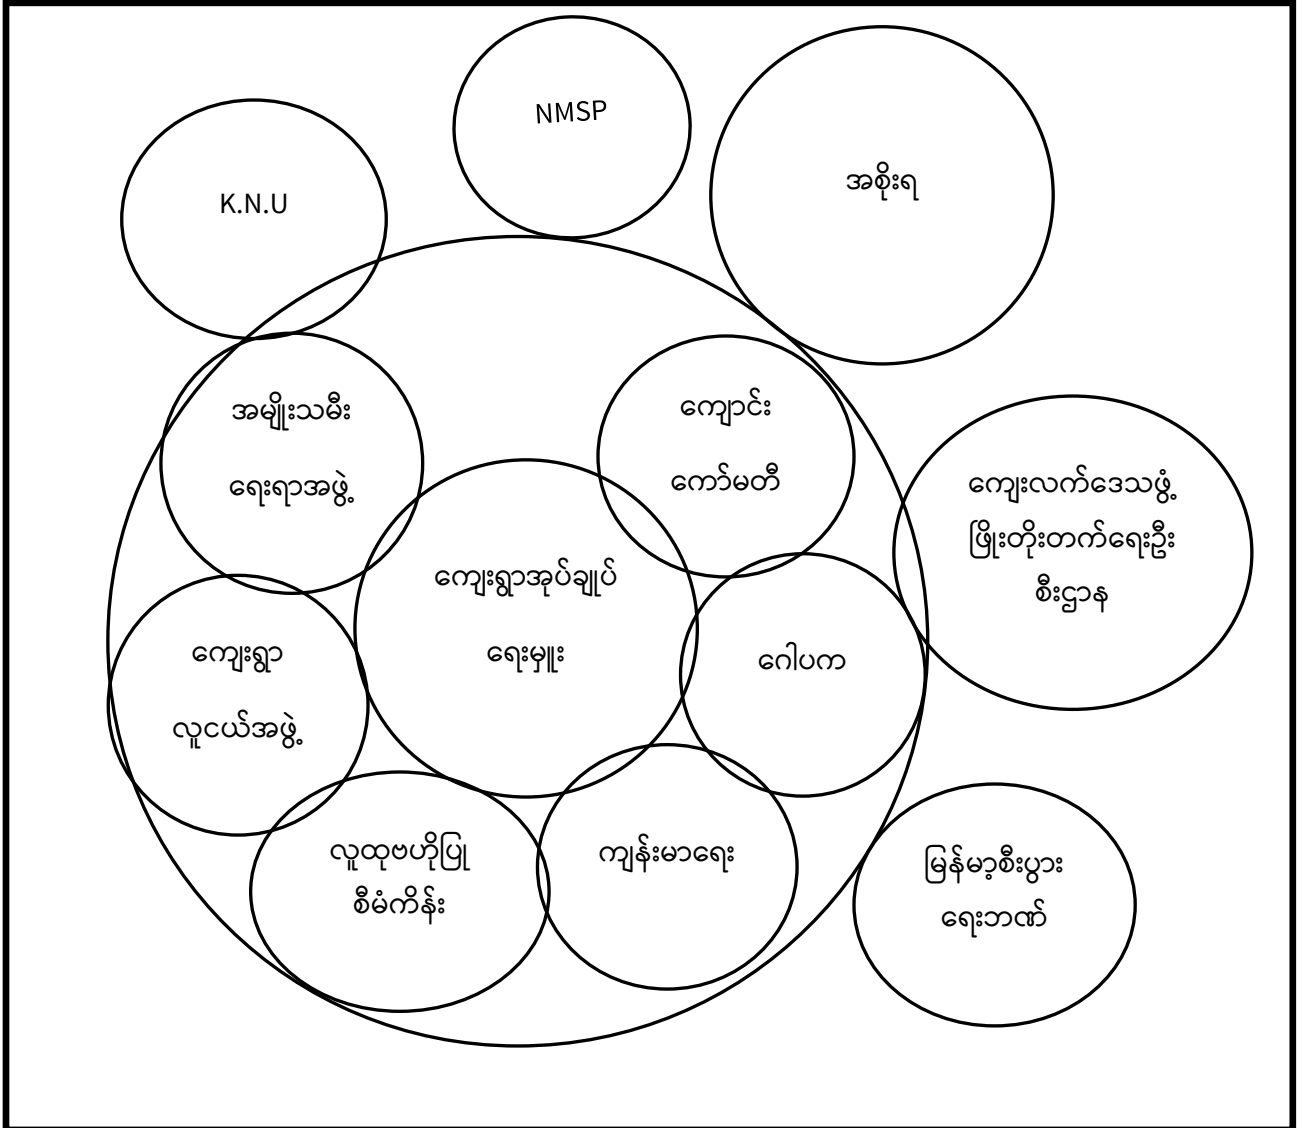 NMSP
K.N.U
အစိုးရ
အမျိုးသမီး
ရေးရာအဖွဲ့
ကျောင်း
ကော်မတီ
ကျေးလက်ဒေသဖွံ့
ဖြိုးတိုးတက်ရေးဦး
စီးဌာန
ကျေးရွာအုပ်ချုပ်
ရေးမှူး
ကျေးရွာ
လူငယ်အဖွဲ့
ဂေါပက
လူထုဗဟိုပြု
စီမံကိန်း
ကျန်းမာရေး
မြန်မာ့စီးပွား
ရေးဘဏ်